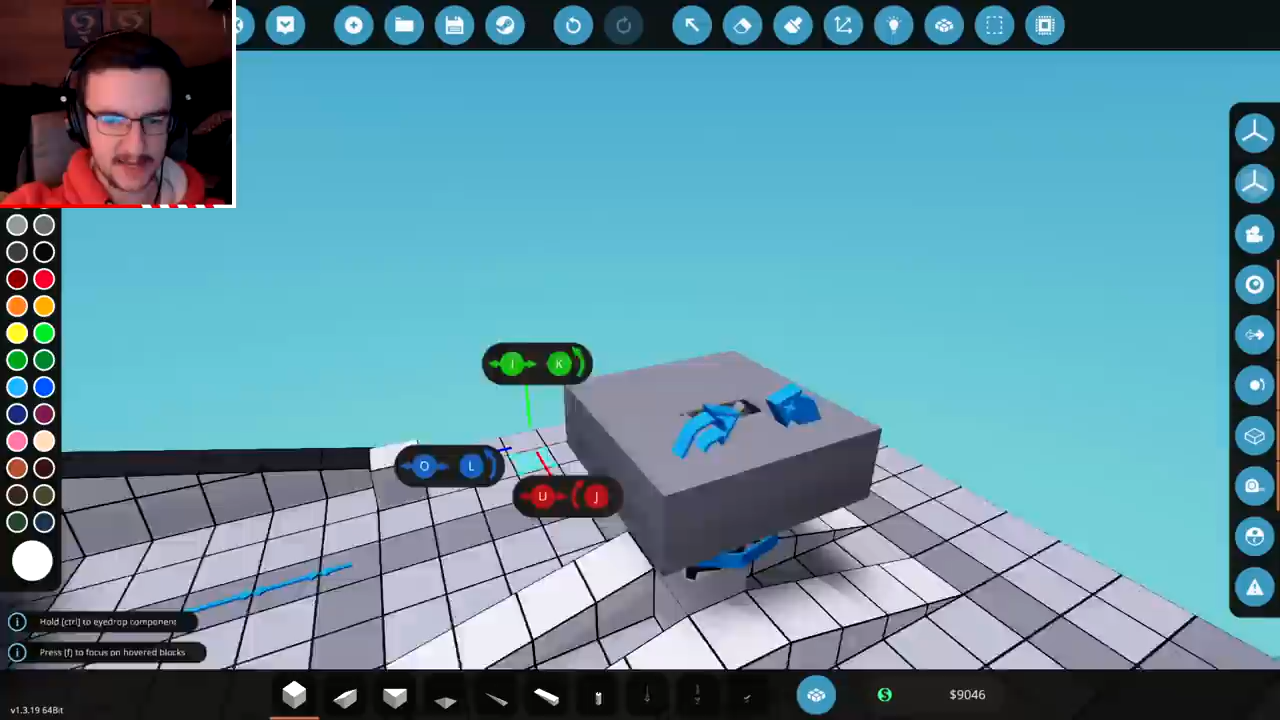 I K
O L
U J
Hold [ctrl] to eyedrop component
Press [f] to focus on hovered blocks
$ $9046
v1.3.19 64Bit